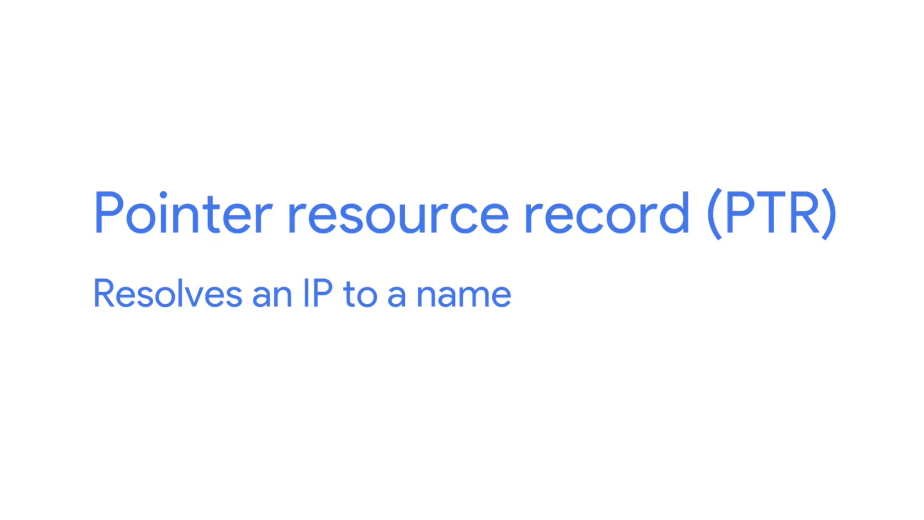 Pointer resource record (PTR)
Resolves an IP to a name